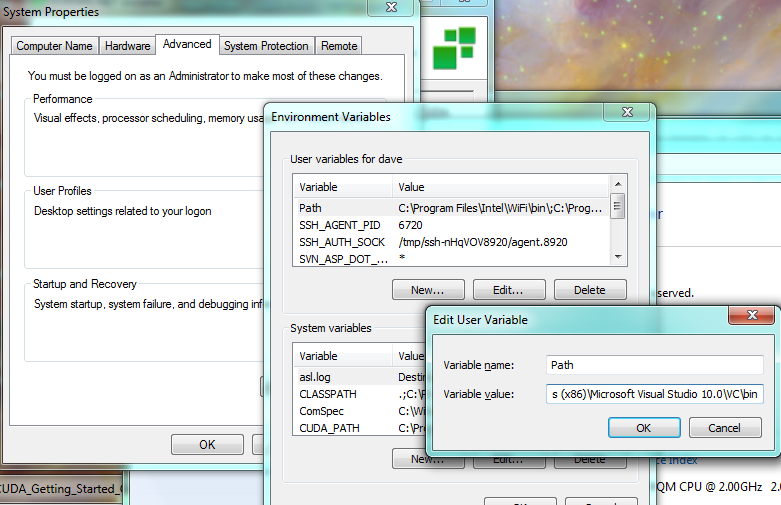 System Properties
Computer Name Hardware Advanced System Protection Remote
You must be logged on as an Administrator to make most of these changes.
Performance
Visual effects, processor scheduling, memory usa
User Profiles
Desktop settings related to your logon
Startup and Recovery
System startup, system failure, and debugging inf
OK
Environment Variables
User variables for dave
Variable Value
Path C:\Program Files\Intel\WiFi\bin\;C:\Prog...
SSH_AGENT_PID 6720
SSH_AUTH_SOCK /tmp/ssh-nHqVOV8920/agent.8920
SVN_ASP_DOT_... *
New... Edit... Delete
System variables
Variable Value
asl.log Destin
CLASSPATH .;C:\P
ComSpec C:\Wi
CUDA_PATH C:\Pr
New... Edit... Delete
Edit User Variable
Variable name: Path
Variable value: s (x86)\Microsoft Visual Studio 10.0\VC\bin
OK Cancel
served.
Index
QM CPU @ 2.00GHz 2.0
CUDA_Getting_Started_